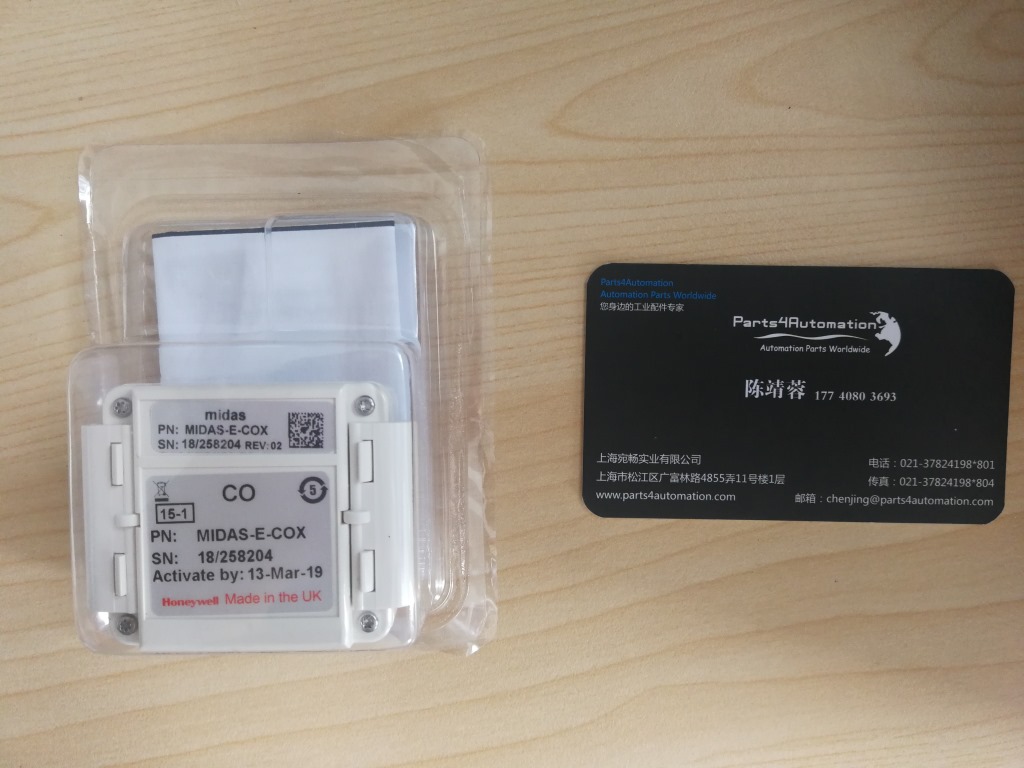 midas
PN: MIDAS-E-COX
SN: 18/258204 REV: 02
CO
5
15-1
PN: MIDAS-E-COX
SN: 18/258204
Activate by: 13-Mar-19
Honeywell Made in the UK
Parts4Automation
Automation Parts Worldwide
您身边的工业配件专家
Parts4Automation
Automation Parts Worldwide
陈靖蓉 177 4080 3693
上海宛畅实业有限公司
上海市松江区广富林路4855弄11号楼1层
www.parts4automation.com
电话：021-37824198*801
传真：021-37824198*804
邮箱：chenjing@parts4automation.com